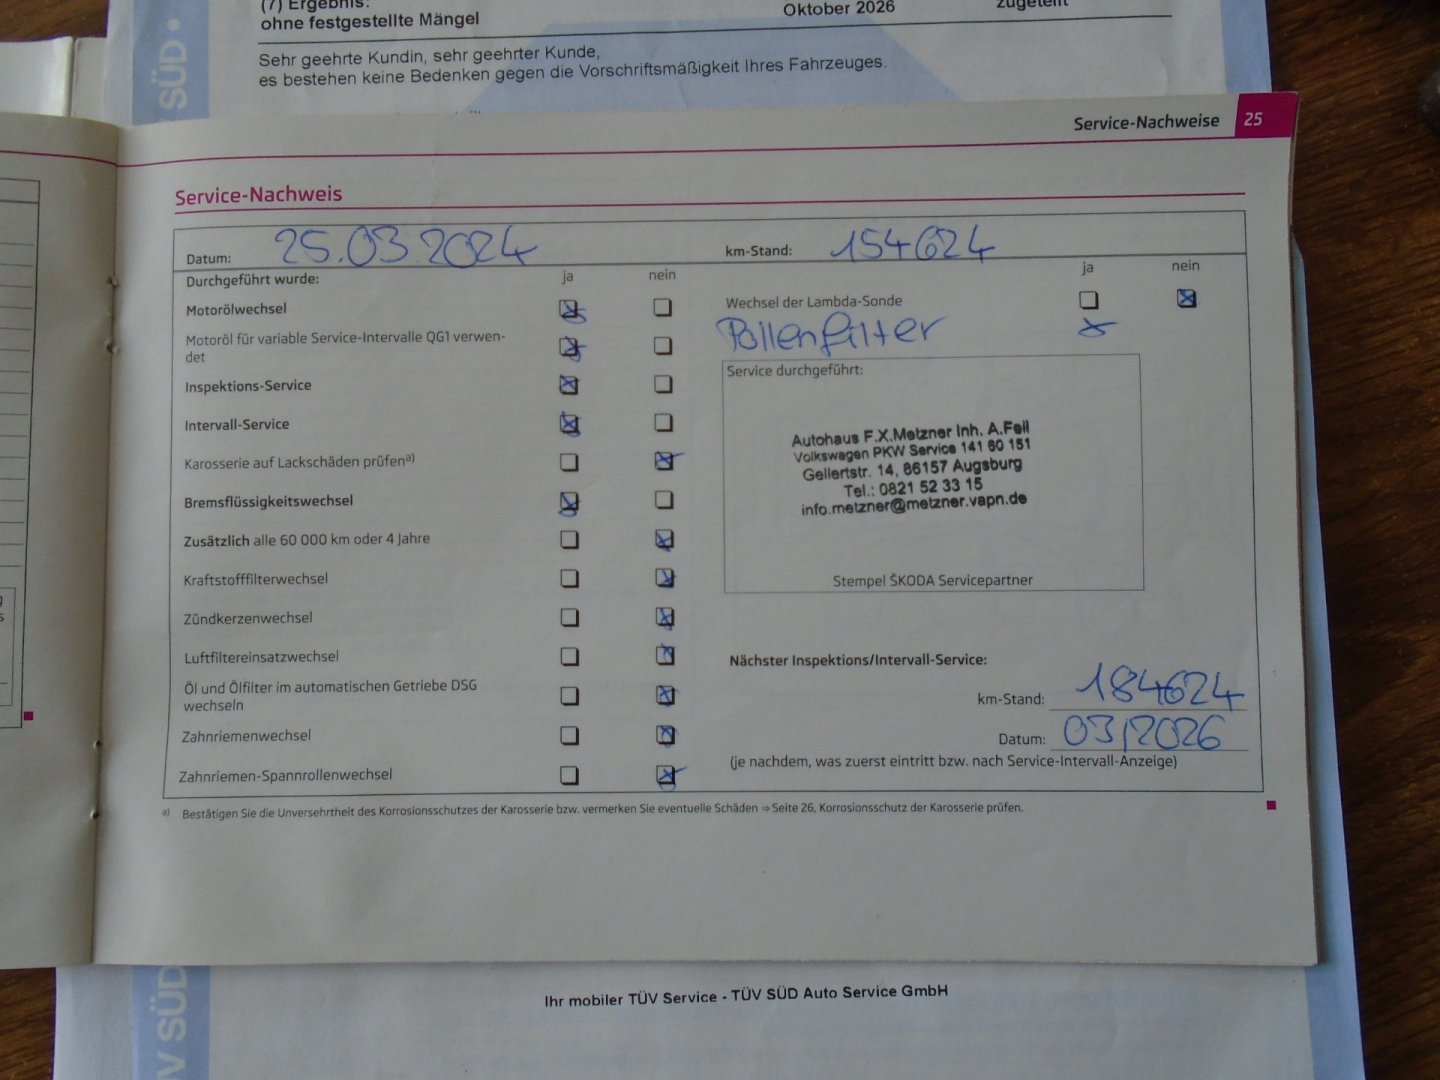 (7) Ergebnis:
ohne festgestellte Mängel
Oktober 2026
zugeteilt
Sehr geehrte Kundin, sehr geehrter Kunde,
es bestehen keine Bedenken gegen die Vorschriftsmäßigkeit Ihres Fahrzeuges.
SÜD
Service-Nachweise 25
Service-Nachweis
Datum: 25.03.2024
km-Stand: 154624
Durchgeführt wurde: ja nein
ja nein
Motorölwechsel
Motoröl für variable Service-Intervalle QG1 verwen-
det
Inspektions-Service
Intervall-Service
Karosserie auf Lackschäden prüfen a)
Bremsflüssigkeitswechsel
Zusätzlich alle 60 000 km oder 4 Jahre
Kraftstofffilterwechsel
Zündkerzenwechsel
Luftfiltereinsatzwechsel
Öl und Ölfilter im automatischen Getriebe DSG
wechseln
Zahnriemenwechsel
Zahnriemen-Spannrollenwechsel
Wechsel der Lambda-Sonde
Pollenfilter
Service durchgeführt:
Autohaus F.X.Metzner Inh. A.Feil
Volkswagen PKW Service 141 60 151
Gellertstr. 14, 86157 Augsburg
Tel.: 0821 52 33 15
info.metzner@metzner.vapn.de
Stempel ŠKODA Servicepartner
Nächster Inspektions/Intervall-Service:
km-Stand: 184624
Datum: 03/2026
(je nachdem, was zuerst eintritt bzw. nach Service-Intervall-Anzeige)
a) Bestätigen Sie die Unversehrtheit des Korrosionsschutzes der Karosserie bzw. vermerken Sie eventuelle Schäden ⇒ Seite 26, Korrosionsschutz der Karosserie prüfen.
Ihr mobiler TÜV Service - TÜV SÜD Auto Service GmbH
ÜV SÜD